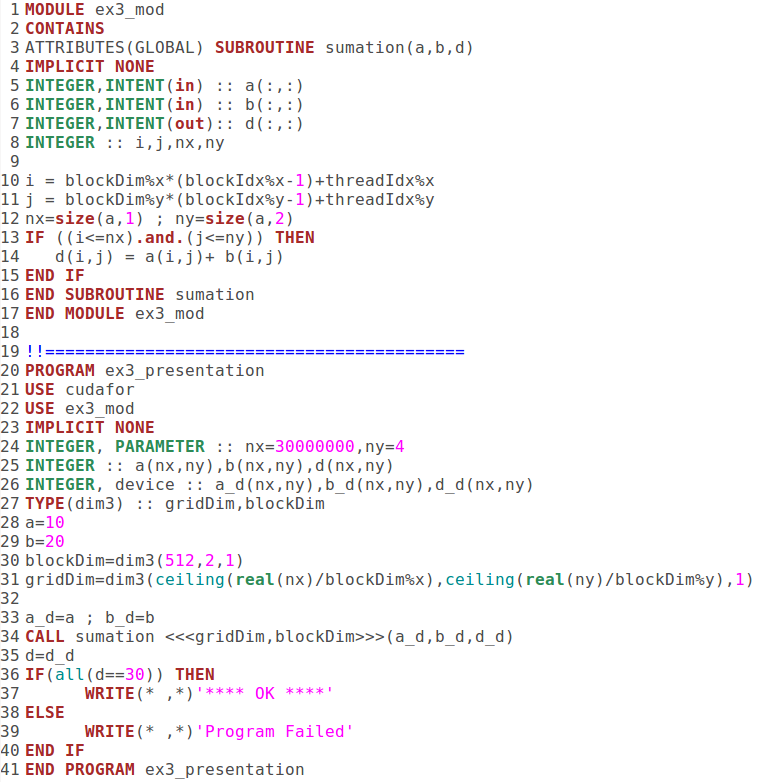 1 MODULE ex3_mod
2 CONTAINS
3 ATTRIBUTES(GLOBAL) SUBROUTINE sumation(a,b,d)
4 IMPLICIT NONE
5 INTEGER,INTENT(in) :: a(:,:)
6 INTEGER,INTENT(in) :: b(:,:)
7 INTEGER,INTENT(out):: d(:,:)
8 INTEGER :: i,j,nx,ny
9
10 i = blockDim%x*(blockIdx%x-1)+threadIdx%x
11 j = blockDim%y*(blockIdx%y-1)+threadIdx%y
12 nx=size(a,1) ; ny=size(a,2)
13 IF ((i<=nx).and.(j<=ny)) THEN
14    d(i,j) = a(i,j)+ b(i,j)
15 END IF
16 END SUBROUTINE sumation
17 END MODULE ex3_mod
18
19 !!==========================================
20 PROGRAM ex3_presentation
21 USE cudafor
22 USE ex3_mod
23 IMPLICIT NONE
24 INTEGER, PARAMETER :: nx=30000000,ny=4
25 INTEGER :: a(nx,ny),b(nx,ny),d(nx,ny)
26 INTEGER, device :: a_d(nx,ny),b_d(nx,ny),d_d(nx,ny)
27 TYPE(dim3) :: gridDim,blockDim
28 a=10
29 b=20
30 blockDim=dim3(512,2,1)
31 gridDim=dim3(ceiling(real(nx)/blockDim%x),ceiling(real(ny)/blockDim%y),1)
32
33 a_d=a ; b_d=b
34 CALL sumation <<<gridDim,blockDim>>>(a_d,b_d,d_d)
35 d=d_d
36 IF(all(d==30)) THEN
37       WRITE(* ,*)'**** OK ****'
38 ELSE
39       WRITE(* ,*)'Program Failed'
40 END IF
41 END PROGRAM ex3_presentation